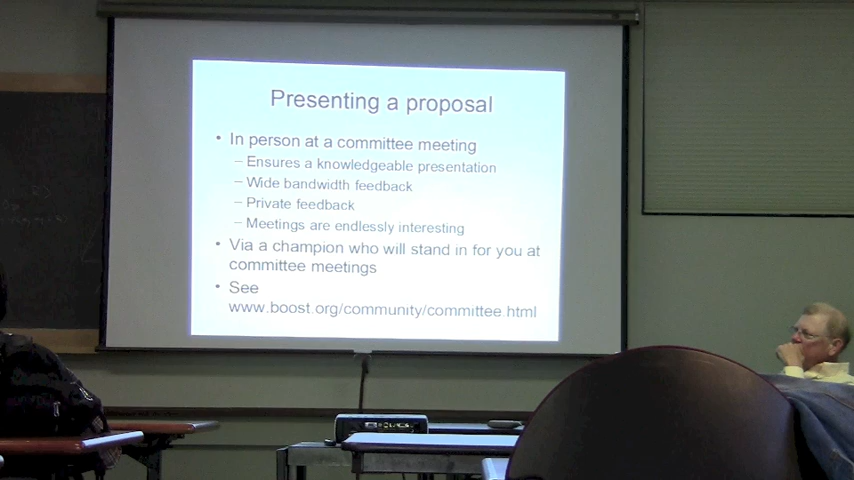 Presenting a proposal
• In person at a committee meeting
– Ensures a knowledgeable presentation
– Wide bandwidth feedback
– Private feedback
– Meetings are endlessly interesting
• Via a champion who will stand in for you at
committee meetings
• See
www.boost.org/community/committee.html